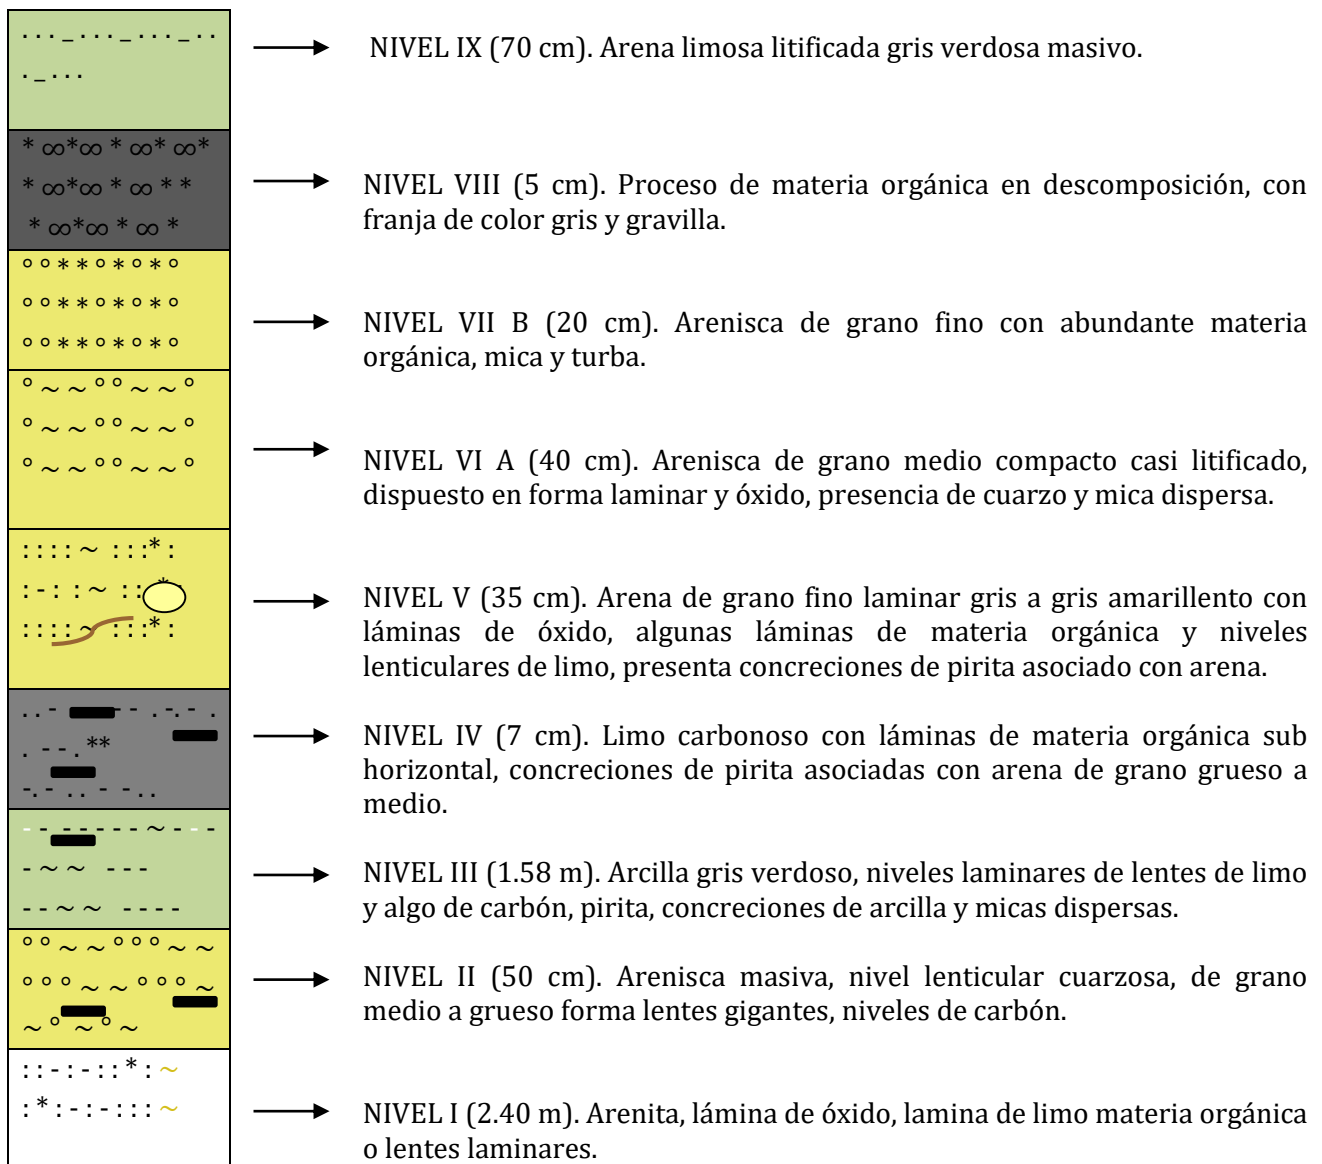 NIVEL IX (70 cm). Arena limosa litificada gris verdosa masivo.
NIVEL VIII (5 cm). Proceso de materia orgánica en descomposición, con
franja de color gris y gravilla.
NIVEL VII B (20 cm). Arenisca de grano fino con abundante materia
orgánica, mica y turba.
NIVEL VI A (40 cm). Arenisca de grano medio compacto casi litificado,
dispuesto en forma laminar y óxido, presencia de cuarzo y mica dispersa.
NIVEL V (35 cm). Arena de grano fino laminar gris a gris amarillento con
láminas de óxido, algunas láminas de materia orgánica y niveles
lenticulares de limo, presenta concreciones de pirita asociado con arena.
NIVEL IV (7 cm). Limo carbonoso con láminas de materia orgánica sub
horizontal, concreciones de pirita asociadas con arena de grano grueso a
medio.
NIVEL III (1.58 m). Arcilla gris verdoso, niveles laminares de lentes de limo
y algo de carbón, pirita, concreciones de arcilla y micas dispersas.
NIVEL II (50 cm). Arenisca masiva, nivel lenticular cuarzosa, de grano
medio a grueso forma lentes gigantes, niveles de carbón.
NIVEL I (2.40 m). Arenita, lámina de óxido, lamina de limo materia orgánica
o lentes laminares.